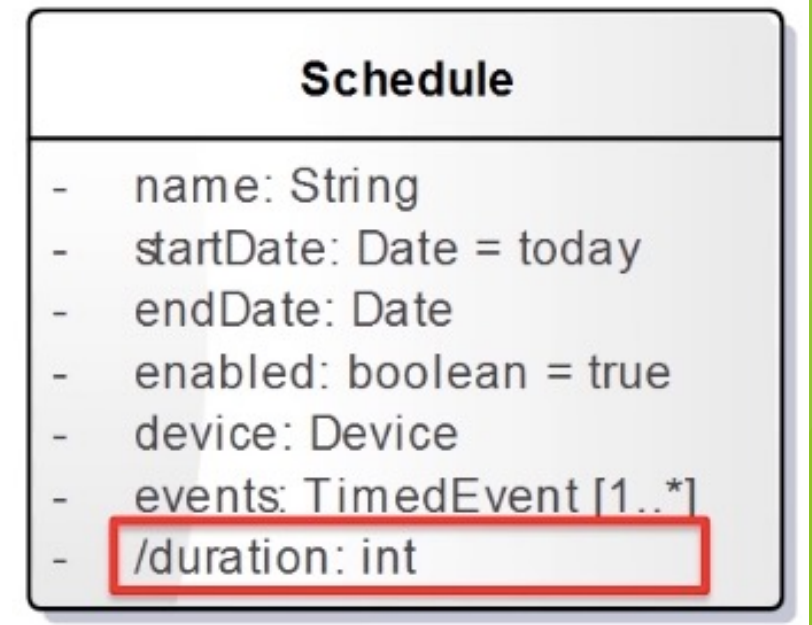 Schedule
- name: String
- startDate: Date = today
- endDate: Date
- enabled: boolean = true
- device: Device
- events: TimedEvent [1..*]
- /duration: int